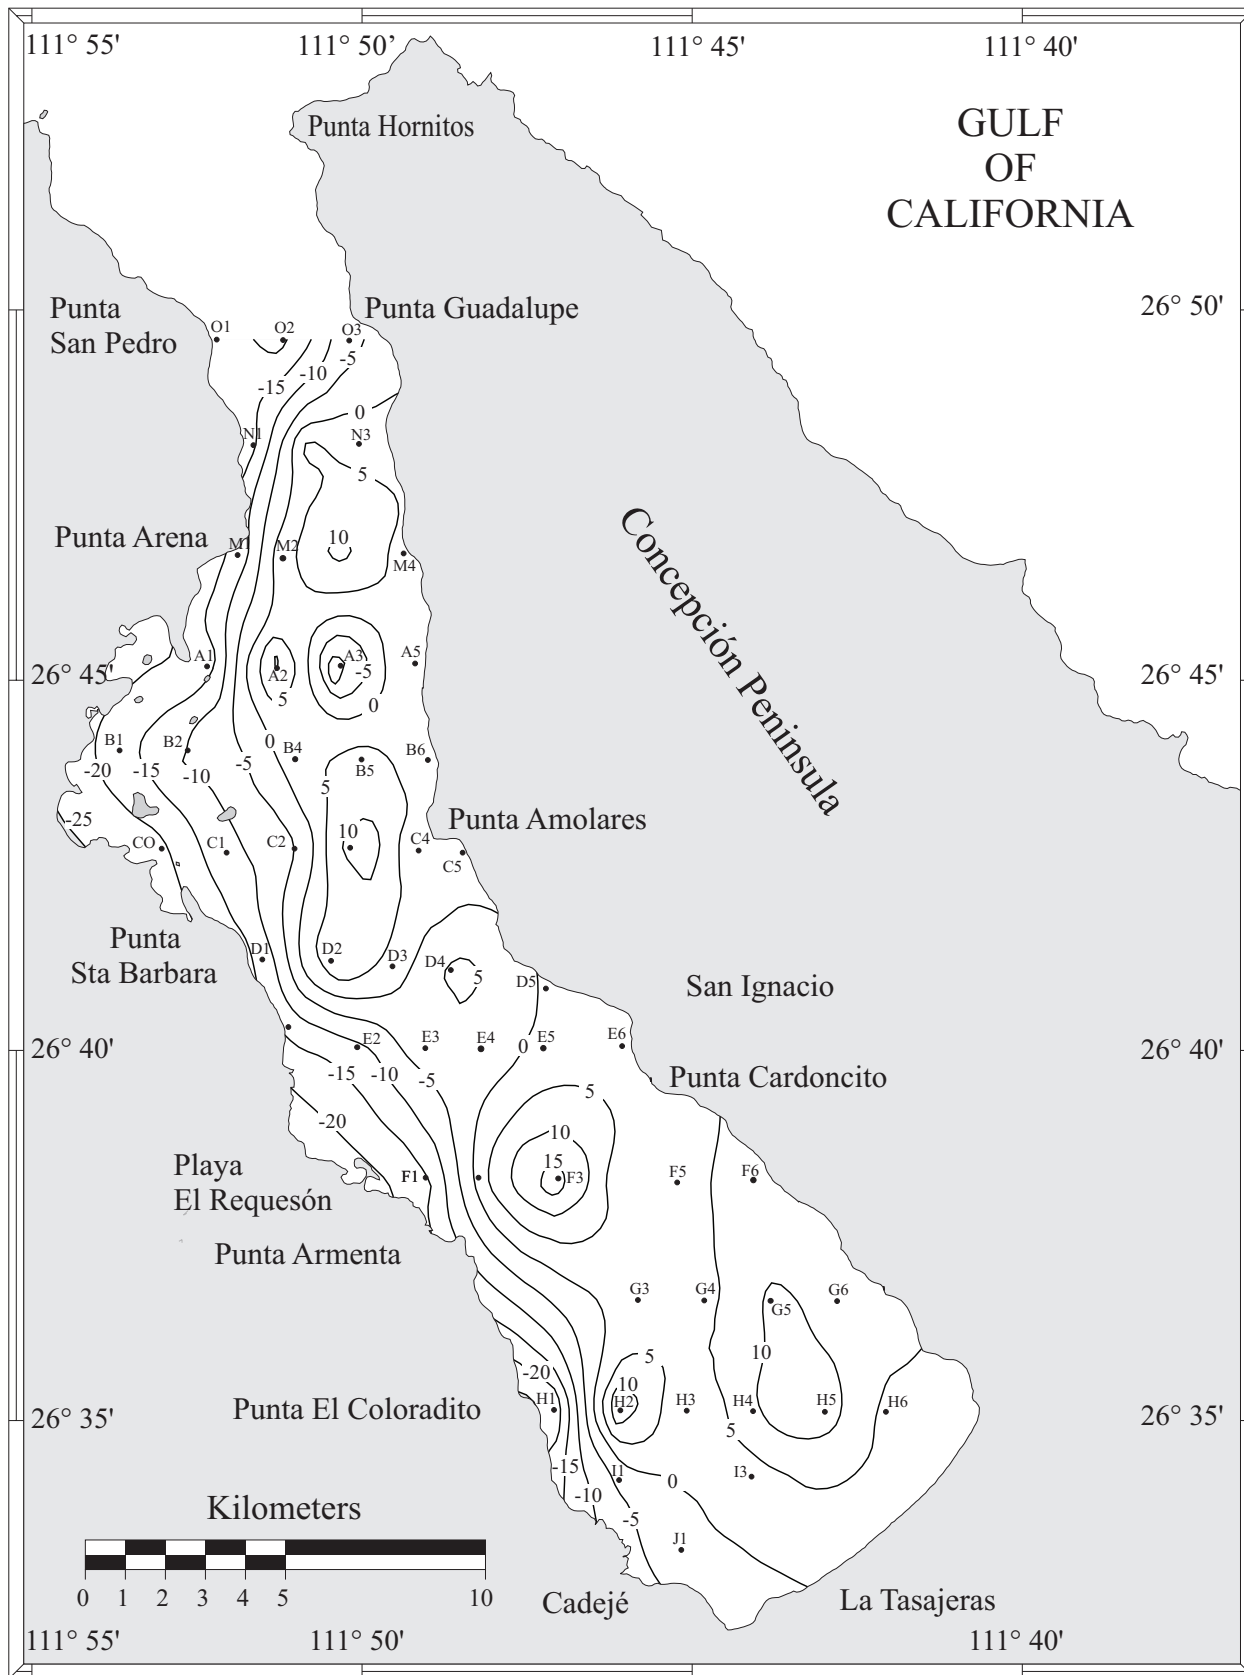 111° 55' 111° 50' 111° 45' 111° 40'
GULF
OF
CALIFORNIA
Punta Hornitos
Punta
San Pedro
Punta Guadalupe
26° 50'
O1 O2 O3
-15 -10 -5
0
N1 N3
5
Punta Arena
M1 M2 10 M4
Concepción Peninsula
A1 A2 A3 A5
5 -5 0
26° 45' 26° 45'
B1 B2 B4 B5 B6
-20 -15 -10 -5 0 5
-25
Punta Amolares
CO C1 C2 10 C4 C5
Punta
Sta Barbara
D1 D2 D3 D4 5 D5
San Ignacio
E2 E3 E4 0 E5 E6
26° 40' 26° 40'
-15 -10 -5
Punta Cardoncito
-20 5
10
15
Playa
El Requesón
F1 F3 F5 F6
Punta Armenta
G3 G4 G5 G6
5 10
-20 10
Punta El Coloradito
H1 H2 H3 H4 H5 H6
26° 35' 26° 35'
5
-15 I1 0 I3
-10
-5
J1
Kilometers
0 1 2 3 4 5 10
Cadejé
La Tasajeras
111° 55' 111° 50' 111° 40'